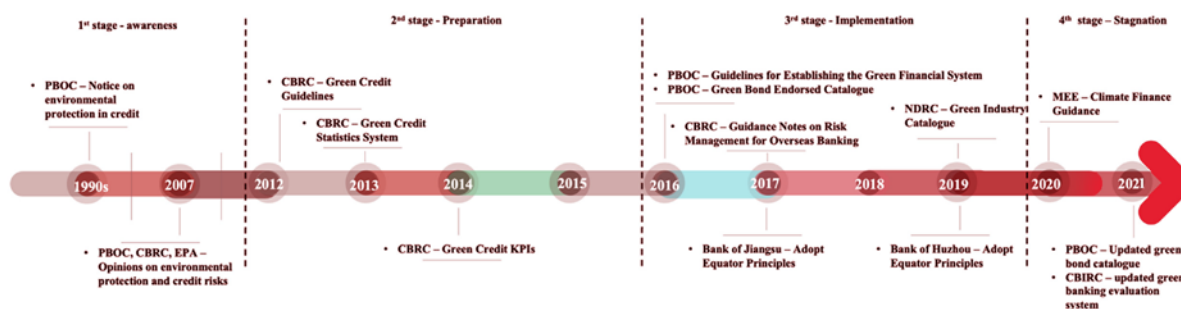 1st stage - awareness
2nd stage - Preparation
3rd stage - Implementation
4th stage – Stagnation
• PBOC – Notice on
environmental
protection in credit
• CBRC – Green Credit
Guidelines
• CBRC – Green Credit
Statistics System
• PBOC – Guidelines for Establishing the Green Financial System
• PBOC – Green Bond Endorsed Catalogue
• CBRC – Guidance Notes on Risk
Management for Overseas Banking
• NDRC – Green Industry
Catalogue
• MEE – Climate Finance
Guidance
1990s
2007
2012
2013
2014
2015
2016
2017
2018
2019
2020
2021
• PBOC, CBRC, EPA –
Opinions on environmental
protection and credit risks
• CBRC – Green Credit KPIs
• Bank of Jiangsu – Adopt
Equator Principles
• Bank of Huzhou – Adopt
Equator Principles
• PBOC – Updated green
bond catalogue
• CBIRC – updated green
banking evaluation
system